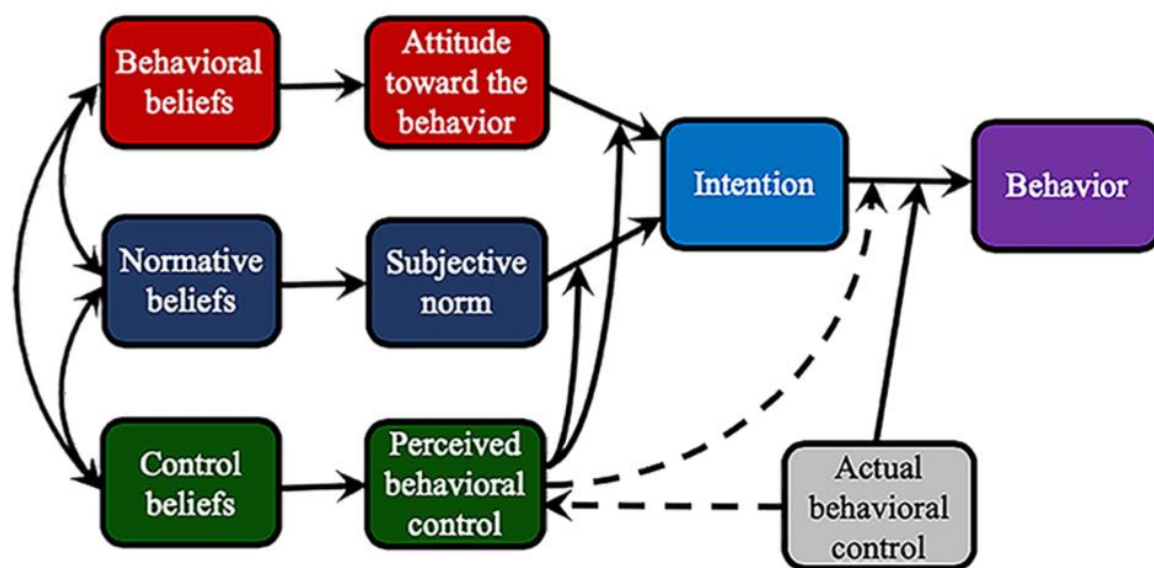 Behavioral
beliefs
Attitude
toward the
behavior
Intention
Behavior
Normative
beliefs
Subjective
norm
Control
beliefs
Perceived
behavioral
control
Actual
behavioral
control